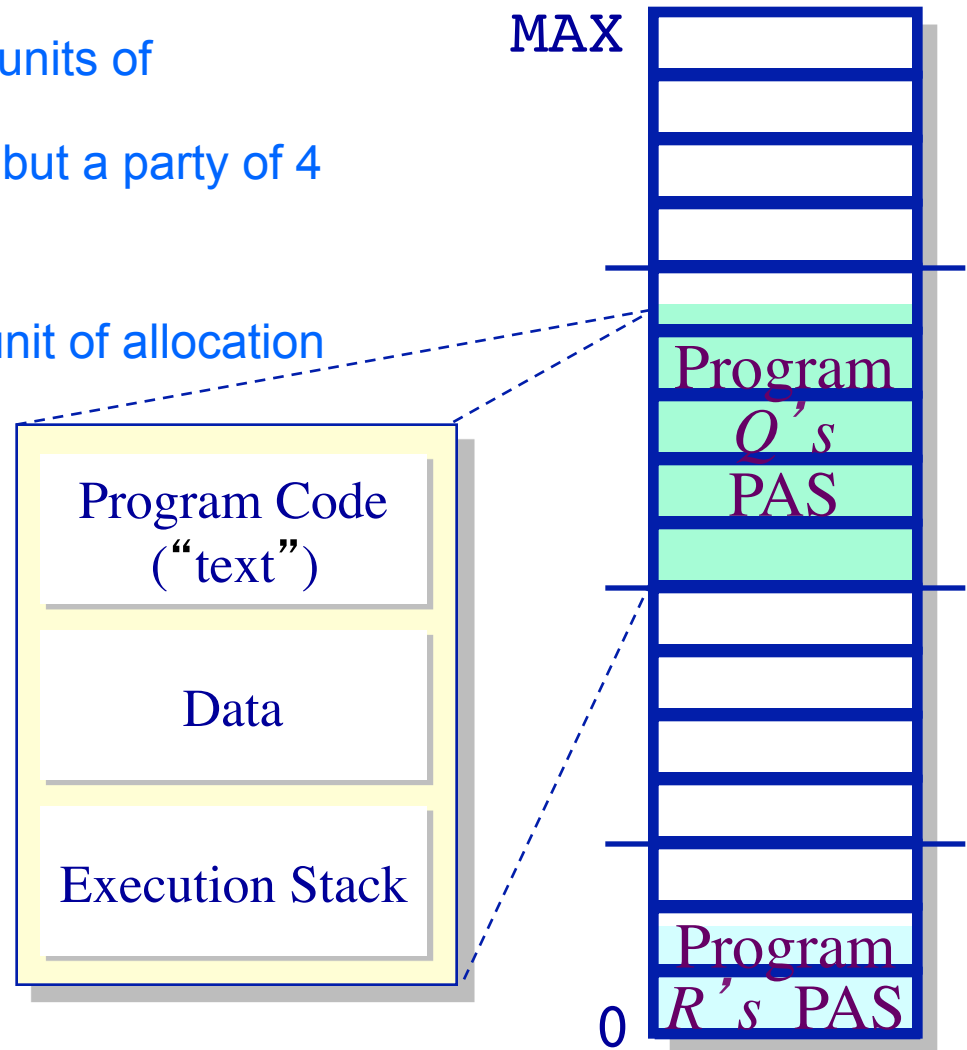 units of
but a party of 4
unit of allocation
Program Code
(“text”)
Data
Execution Stack
MAX
Program
Q’s
PAS
Program
R’s PAS
0